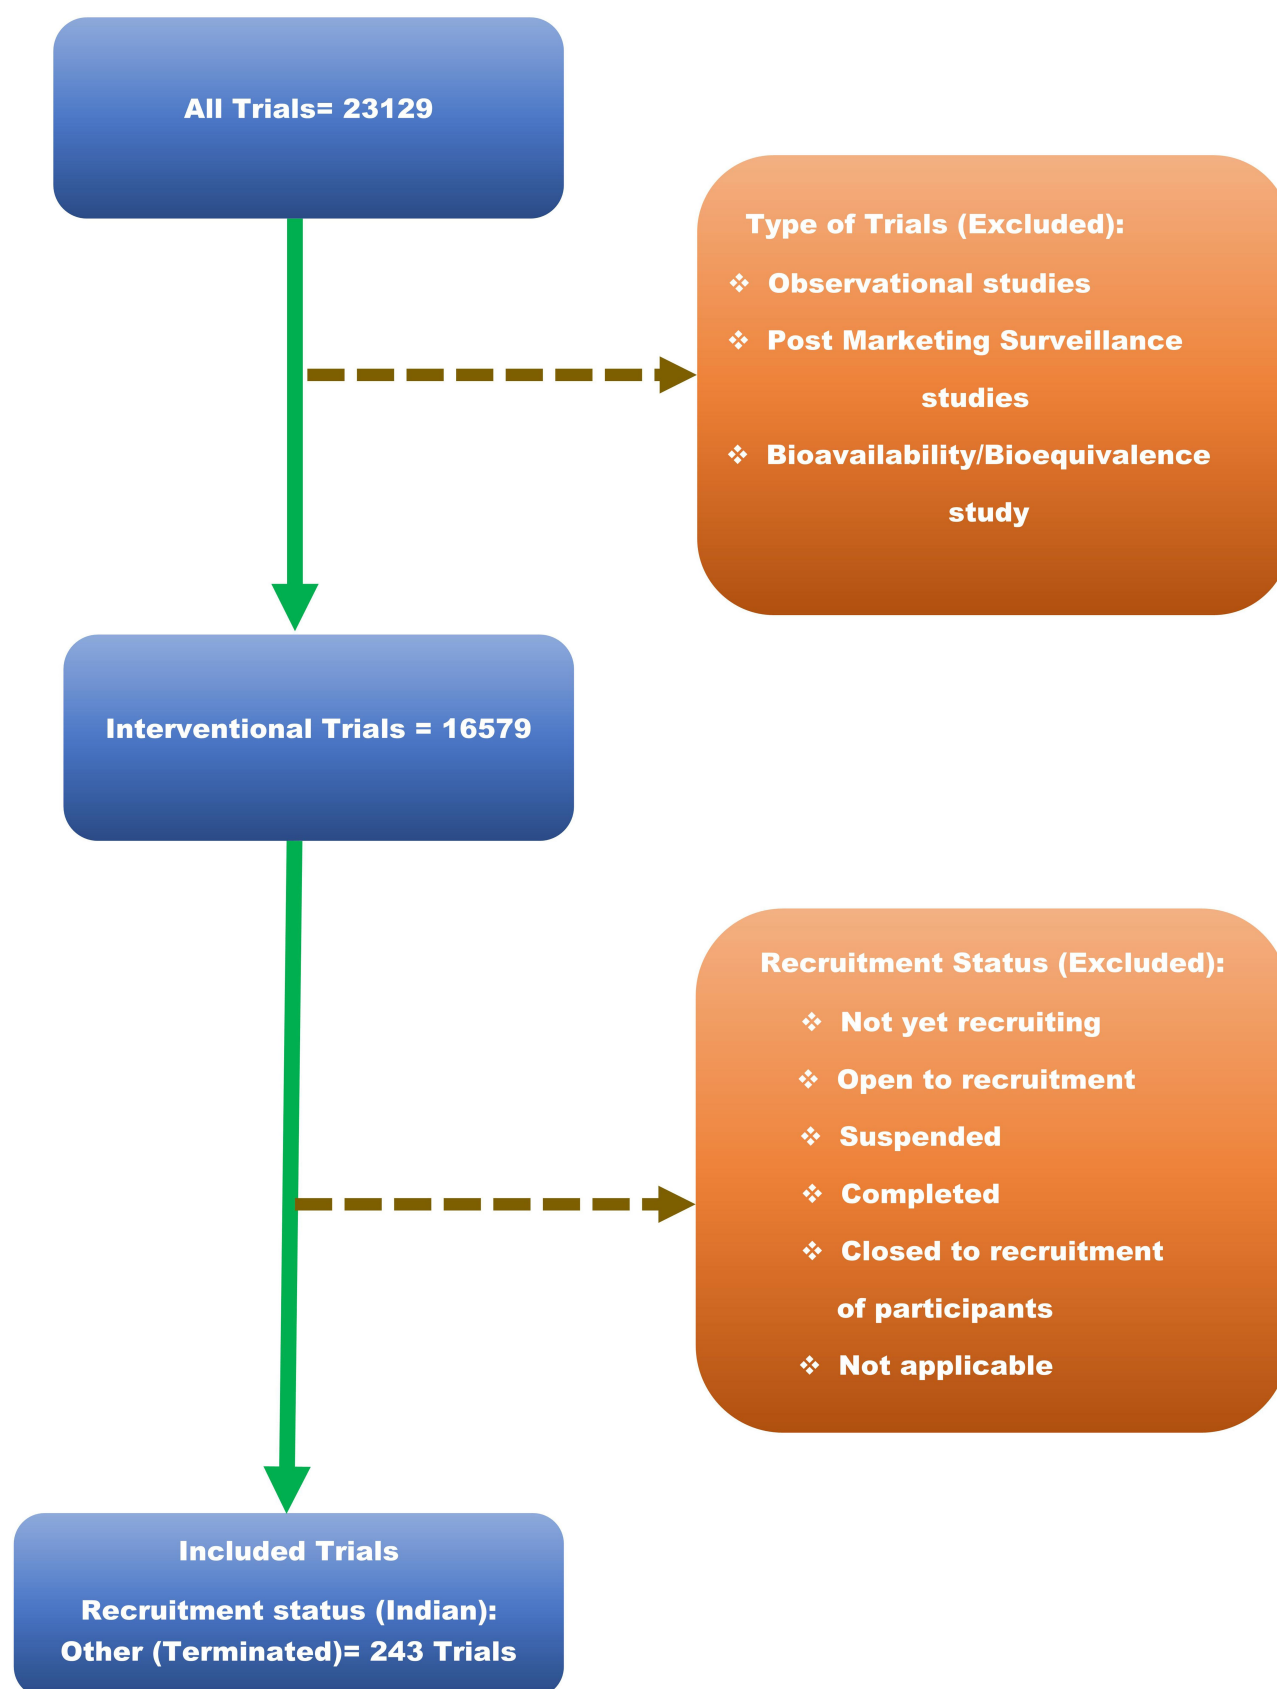 All Trials= 23129
Type of Trials (Excluded):
❖ Observational studies
❖ Post Marketing Surveillance
studies
❖ Bioavailability/Bioequivalence
study
Interventional Trials = 16579
Recruitment Status (Excluded):
❖ Not yet recruiting
❖ Open to recruitment
❖ Suspended
❖ Completed
❖ Closed to recruitment
of participants
❖ Not applicable
Included Trials
Recruitment status (Indian):
Other (Terminated)= 243 Trials